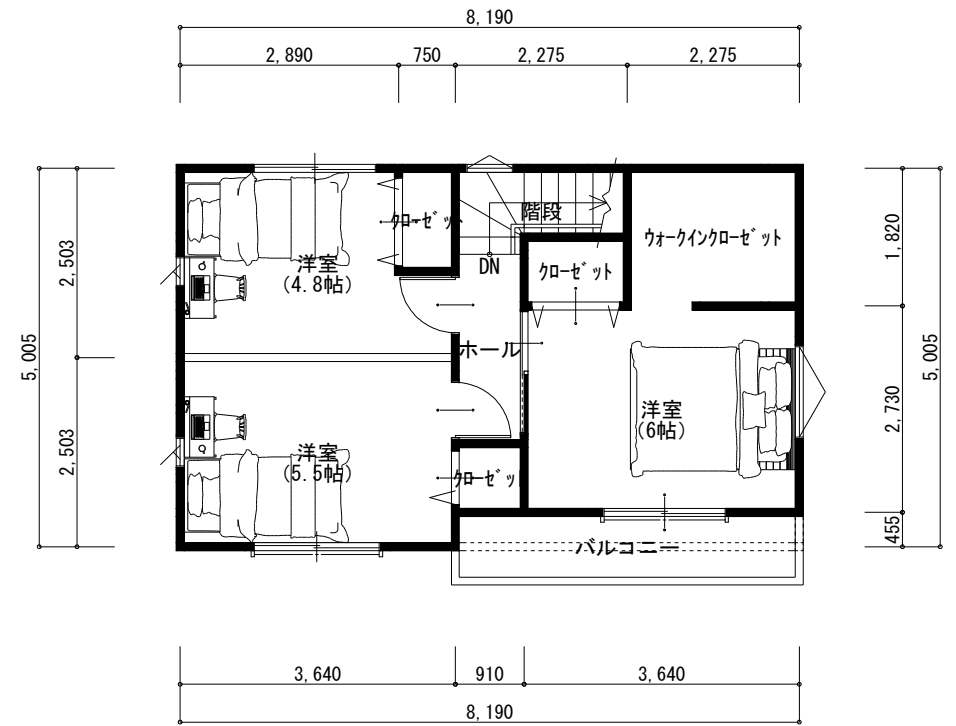 8,190
2,890
750
2,275
2,275
クローゼット
階段
ウォークインクローゼット
1,820
2,503
洋室
(4.8帖)
DN
クローゼット
5,005
ホール
5,005
2,730
洋室
(6帖)
2,503
洋室
(5.5帖)
クローゼット
455
バルコニー
3,640
910
3,640
8,190